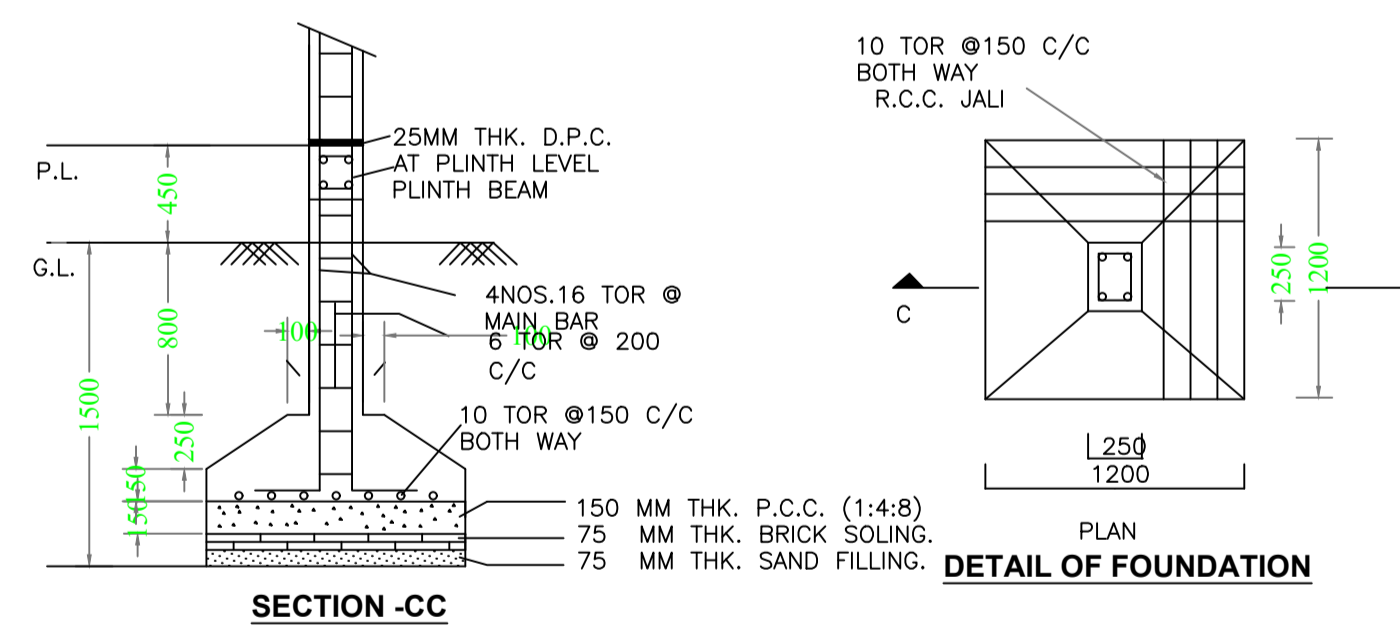 25MM THK. D.P.C.
AT PLINTH LEVEL
PLINTH BEAM
P.L.
450
G.L.
4NOS.16 TOR @
MAIN BAR
100
100
6 TOR @ 200
C/C
800
1500
10 TOR @150 C/C
BOTH WAY
250
150
150
150 MM THK. P.C.C. (1:4:8)
75 MM THK. BRICK SOLING.
75 MM THK. SAND FILLING.
SECTION -CC
10 TOR @150 C/C
BOTH WAY
R.C.C. JALI
250
1200
C
250
1200
PLAN
DETAIL OF FOUNDATION